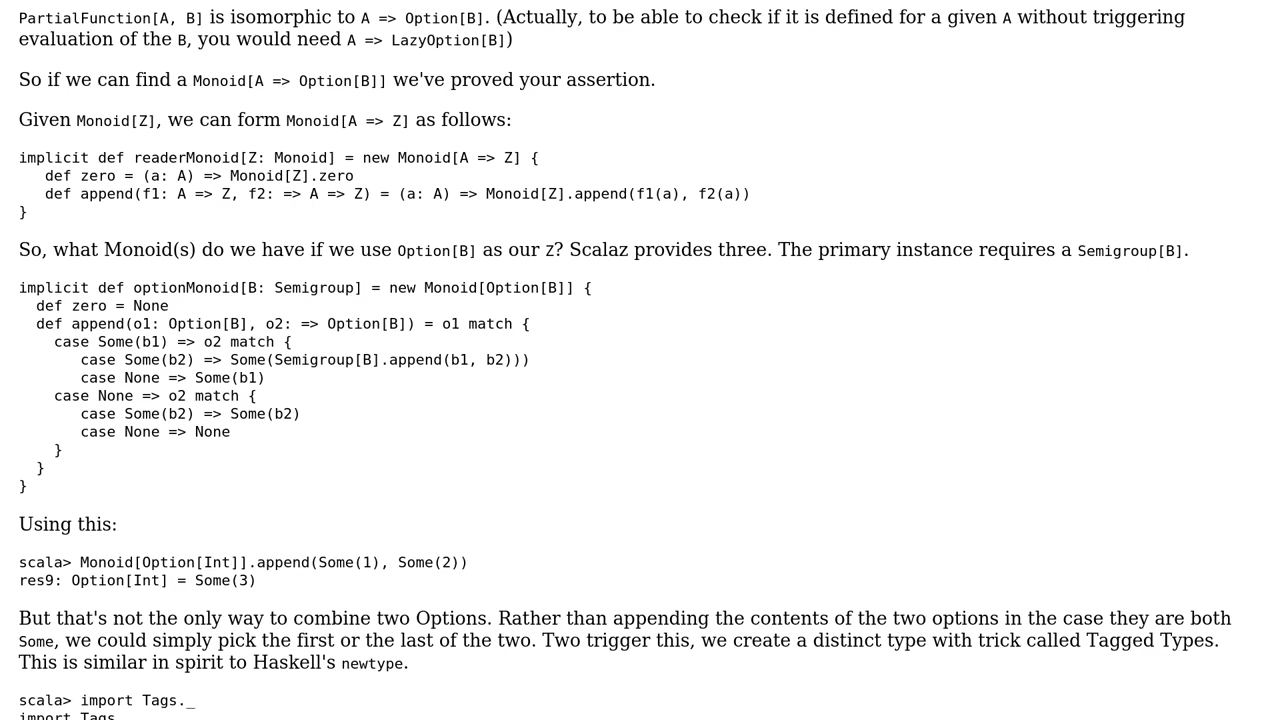 PartialFunction[A, B] is isomorphic to A => Option[B]. (Actually, to be able to check if it is defined for a given A without triggering
evaluation of the B, you would need A => LazyOption[B])
So if we can find a Monoid[A => Option[B]] we've proved your assertion.
Given Monoid[Z], we can form Monoid[A => Z] as follows:
implicit def readerMonoid[Z: Monoid] = new Monoid[A => Z] {
   def zero = (a: A) => Monoid[Z].zero
   def append(f1: A => Z, f2: => A => Z) = (a: A) => Monoid[Z].append(f1(a), f2(a))
}
So, what Monoid(s) do we have if we use Option[B] as our Z? Scalaz provides three. The primary instance requires a Semigroup[B].
implicit def optionMonoid[B: Semigroup] = new Monoid[Option[B]] {
  def zero = None
  def append(o1: Option[B], o2: => Option[B]) = o1 match {
    case Some(b1) => o2 match {
       case Some(b2) => Some(Semigroup[B].append(b1, b2)))
       case None => Some(b1)
    case None => o2 match {
       case Some(b2) => Some(b2)
       case None => None
    }
  }
}
Using this:
scala> Monoid[Option[Int]].append(Some(1), Some(2))
res9: Option[Int] = Some(3)
But that's not the only way to combine two Options. Rather than appending the contents of the two options in the case they are both
Some, we could simply pick the first or the last of the two. Two trigger this, we create a distinct type with trick called Tagged Types.
This is similar in spirit to Haskell's newtype.
scala> import Tags._
import Tags._